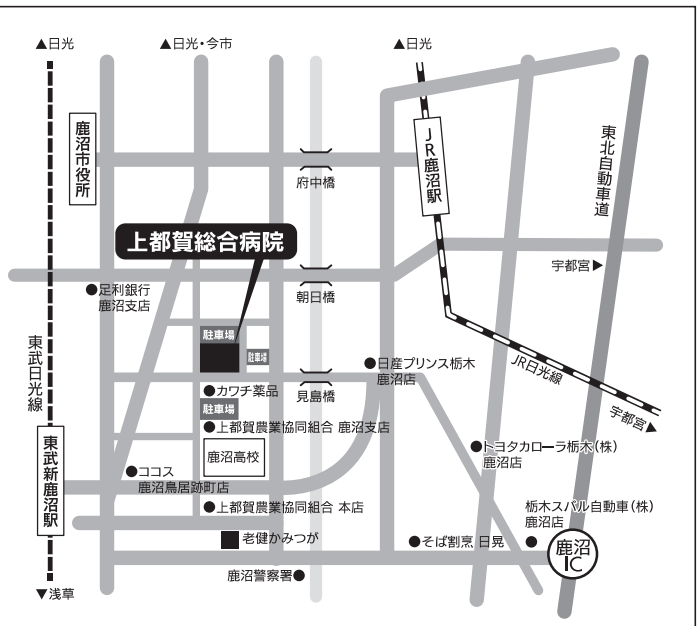 ▲日光
▲日光・今市
▲日光
鹿沼市役所
JR鹿沼駅
東北自動車道
府中橋
上都賀総合病院
宇都宮▶
●足利銀行
鹿沼支店
朝日橋
駐車場
駐車場
東武日光線
●日産プリンス栃木
鹿沼店
JR日光線
●カワチ薬品
見島橋
駐車場
宇都宮▶
●上都賀農業協同組合 鹿沼支店
東武新鹿沼駅
鹿沼高校
●トヨタカローラ栃木(株)
鹿沼店
●ココス
鹿沼鳥居跡町店
●上都賀農業協同組合 本店
栃木スバル自動車(株)
鹿沼店
■老健かみつが
●そば割烹 日晃
鹿沼IC
鹿沼警察署●
▼浅草